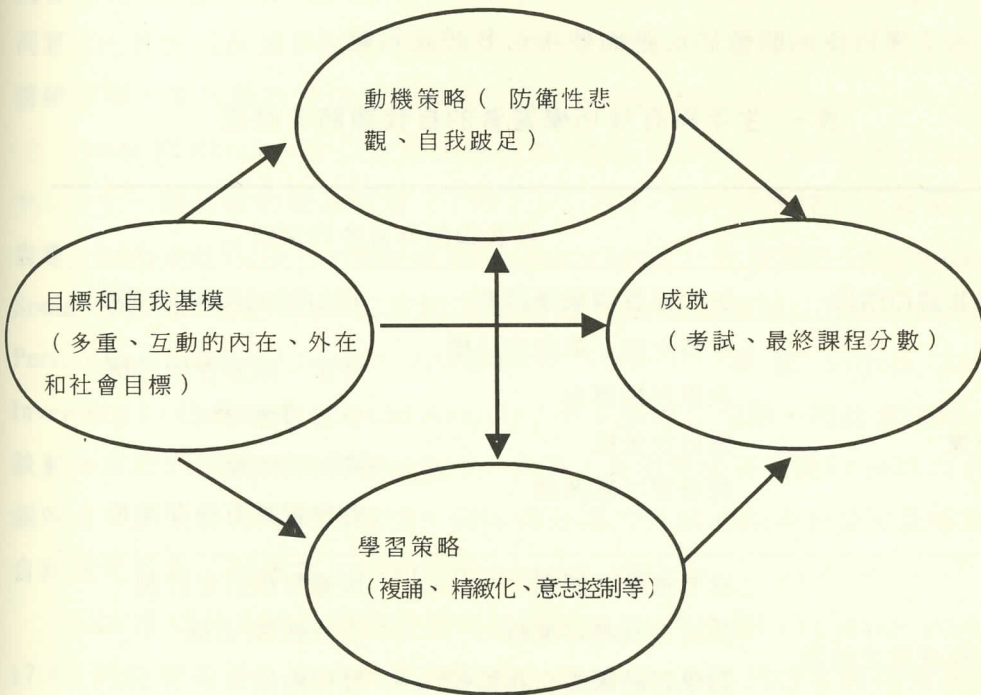 動機策略（ 防衛性悲
觀、自我跛足）
目標和自我基模
（多重、互動的內在、外在
和社會目標）
成就
（考試、最終課程分數）
學習策略
（複誦、精緻化、意志控制等）